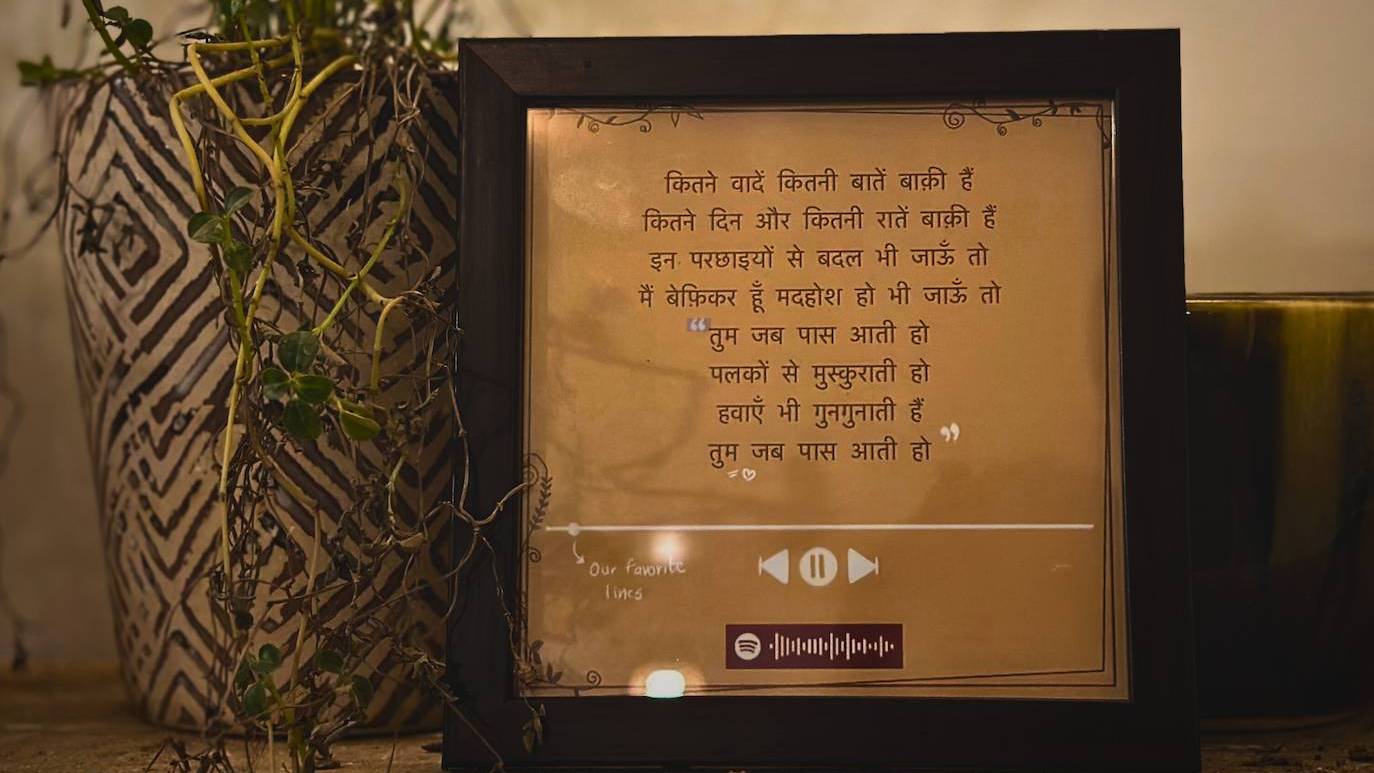 कितने वादें कितनी बातें बाक़ी हैं
कितने दिन और कितनी रातें बाक़ी हैं
इन परछाइयों से बदल भी जाऊँ तो
मैं बेफ़िकर हूँ मदहोश हो भी जाऊँ तो
“तुम जब पास आती हो
पलकों से मुस्कुराती हो
हवाएँ भी गुनगुनाती हैं
तुम जब पास आती हो”
Our favorite
lines